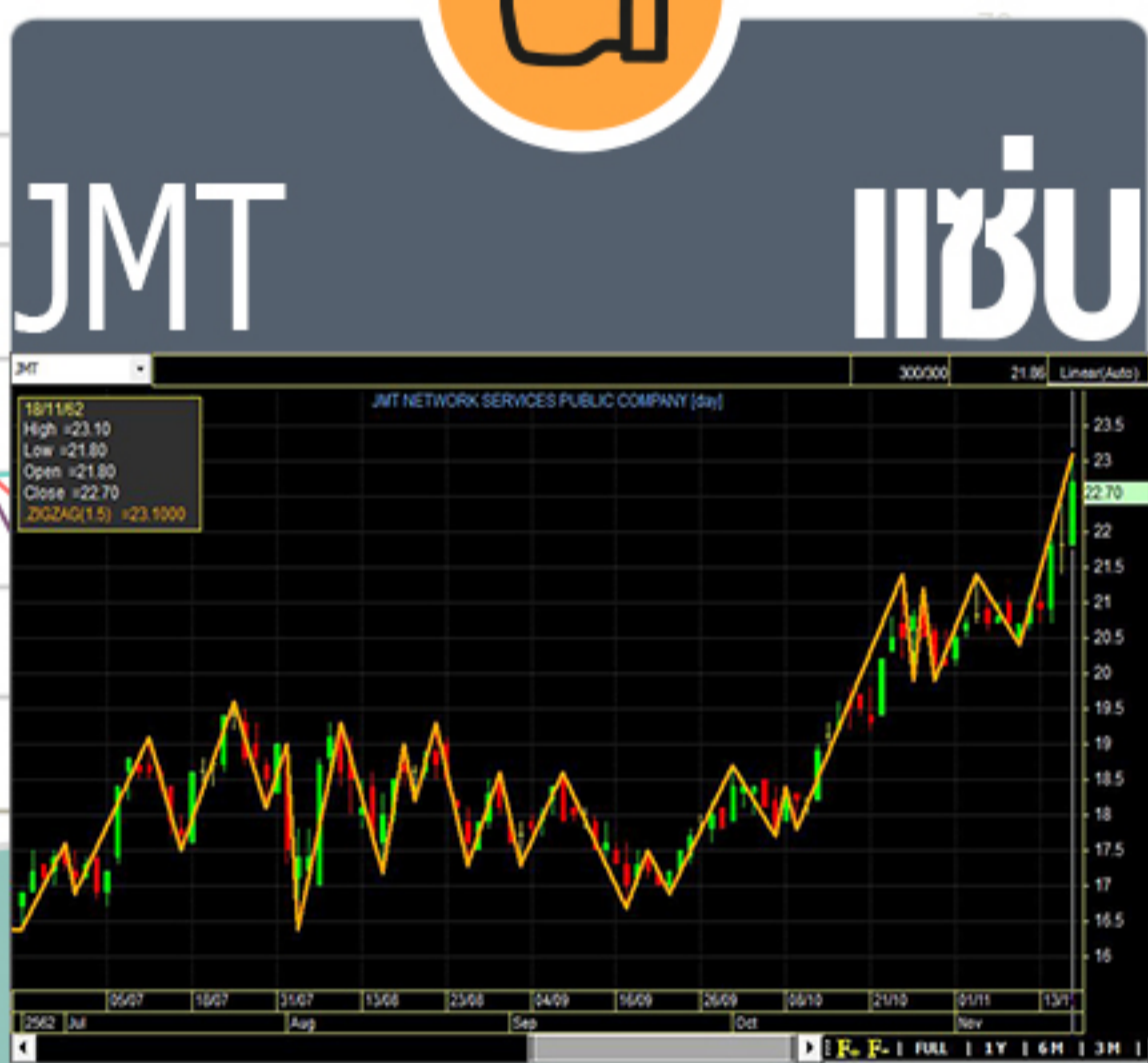 JMT แซ่บ
JMT 300/300 21.86 Linear(Auto)
JMT NETWORK SERVICES PUBLIC COMPANY [day]
18/11/62
High =23.10
Low =21.80
Open =21.80
Close =22.70
ZIGZAG(1.5) =23.1000
23.5
23
22.70
22
21.5
21
20.5
20
19.5
19
18.5
18
17.5
17
16.5
16
05/07 18/07 31/07 13/08 23/08 04/09 16/09 26/09 08/10 21/10 01/11 13/1
2562 Jul Aug Sep Oct Nov
F+ F- | FULL | 1Y | 6M | 3M |